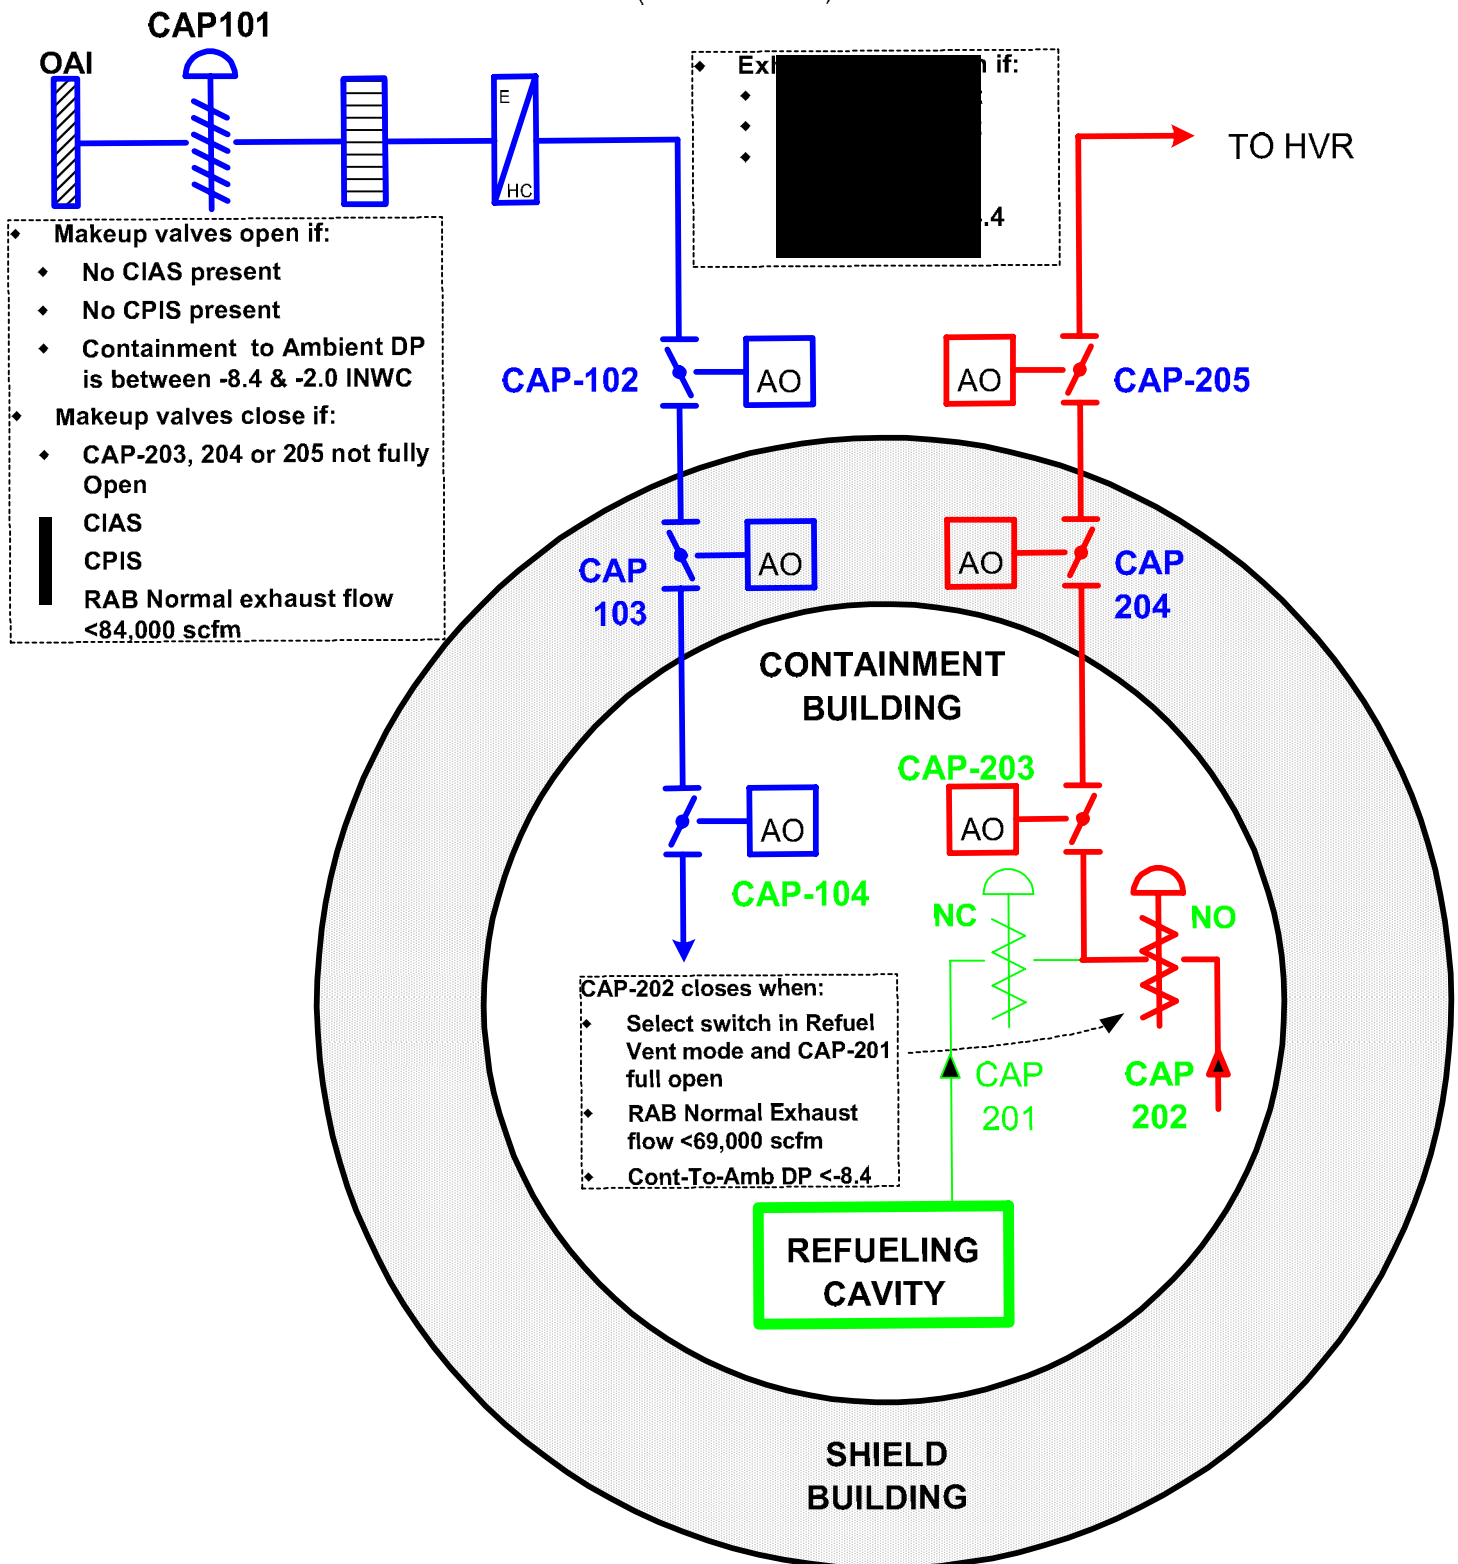 CAP101
OAI
E
HC
if:
.4
TO HVR
Makeup valves open if:
No CIAS present
No CPIS present
Containment to Ambient DP
is between -8.4 & -2.0 INWC
Makeup valves close if:
CAP-203, 204 or 205 not fully
Open
CIAS
CPIS
RAB Normal exhaust flow
<84,000 scfm
CAP-102
AO
AO
CAP-205
CAP
103
AO
AO
CAP
204
CONTAINMENT
BUILDING
CAP-203
AO
AO
CAP-104
NC
NO
CAP-202 closes when:
Select switch in Refuel
Vent mode and CAP-201
full open
RAB Normal Exhaust
flow <69,000 scfm
Cont-To-Amb DP <-8.4
CAP
201
CAP
202
REFUELING
CAVITY
SHIELD
BUILDING